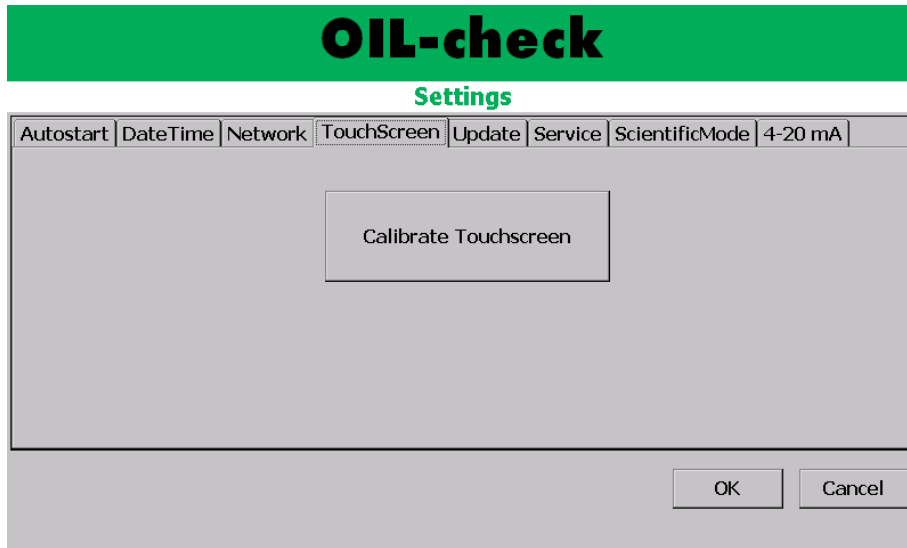 OIL-check
Settings
Autostart DateTime Network TouchScreen Update Service ScientificMode 4-20 mA
Calibrate Touchscreen
OK Cancel